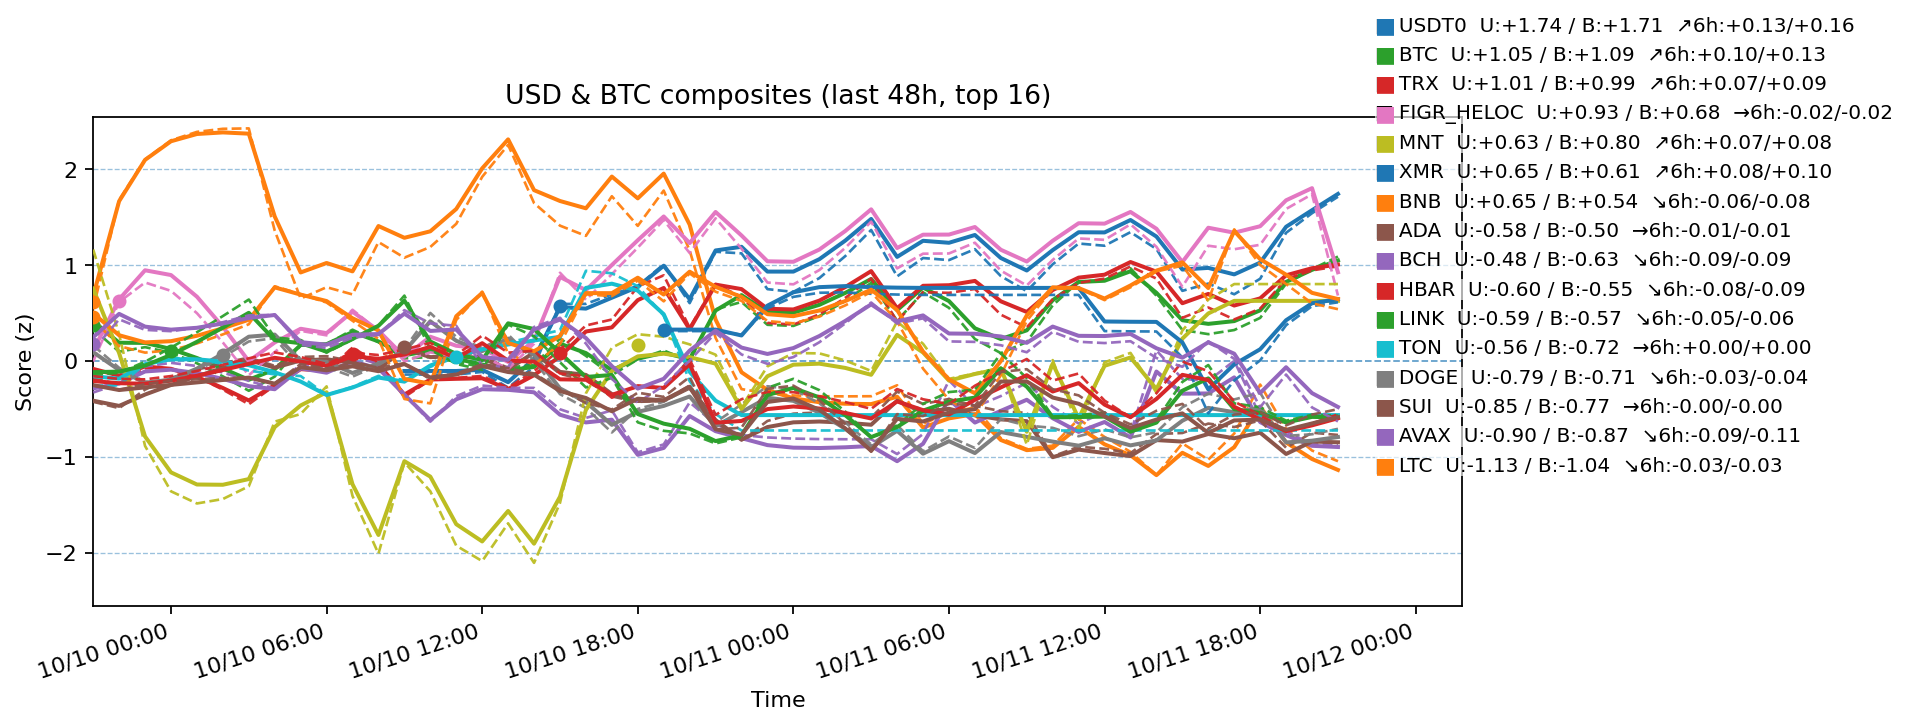 USDT0 U:+1.74 / B:+1.71 ↗6h:+0.13/+0.16
BTC U:+1.05 / B:+1.09 ↗6h:+0.10/+0.13
TRX U:+1.01 / B:+0.99 ↗6h:+0.07/+0.09
FIGR_HELOC U:+0.93 / B:+0.68 →6h:-0.02/-0.02
MNT U:+0.63 / B:+0.80 ↗6h:+0.07/+0.08
XMR U:+0.65 / B:+0.61 ↗6h:+0.08/+0.10
BNB U:+0.65 / B:+0.54 ↘6h:-0.06/-0.08
ADA U:-0.58 / B:-0.50 →6h:-0.01/-0.01
BCH U:-0.48 / B:-0.63 ↘6h:-0.09/-0.09
HBAR U:-0.60 / B:-0.55 ↘6h:-0.08/-0.09
LINK U:-0.59 / B:-0.57 ↘6h:-0.05/-0.06
TON U:-0.56 / B:-0.72 →6h:+0.00/+0.00
DOGE U:-0.79 / B:-0.71 ↘6h:-0.03/-0.04
SUI U:-0.85 / B:-0.77 →6h:-0.00/-0.00
AVAX U:-0.90 / B:-0.87 ↘6h:-0.09/-0.11
LTC U:-1.13 / B:-1.04 ↘6h:-0.03/-0.03
USD & BTC composites (last 48h, top 16)
Score (z)
2
1
0
−1
−2
10/10 00:00
10/10 06:00
10/10 12:00
10/10 18:00
10/11 00:00
10/11 06:00
10/11 12:00
10/11 18:00
10/12 00:00
Time